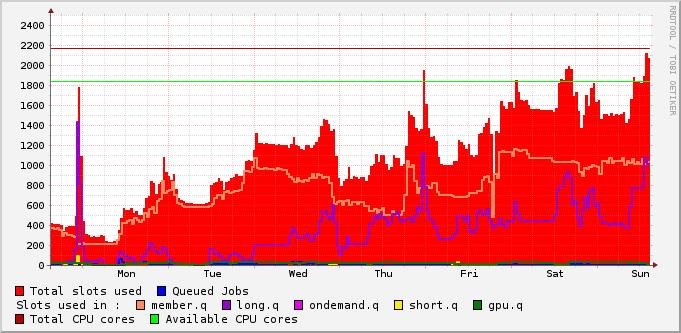 RRDTOOL / TOBI OETIKER
2400
2200
2000
1800
1600
1400
1200
1000
800
600
400
200
0
Mon Tue Wed Thu Fri Sat Sun
Total slots used Queued Jobs
Slots used in : member.q long.q ondemand.q short.q gpu.q
Total CPU cores Available CPU cores